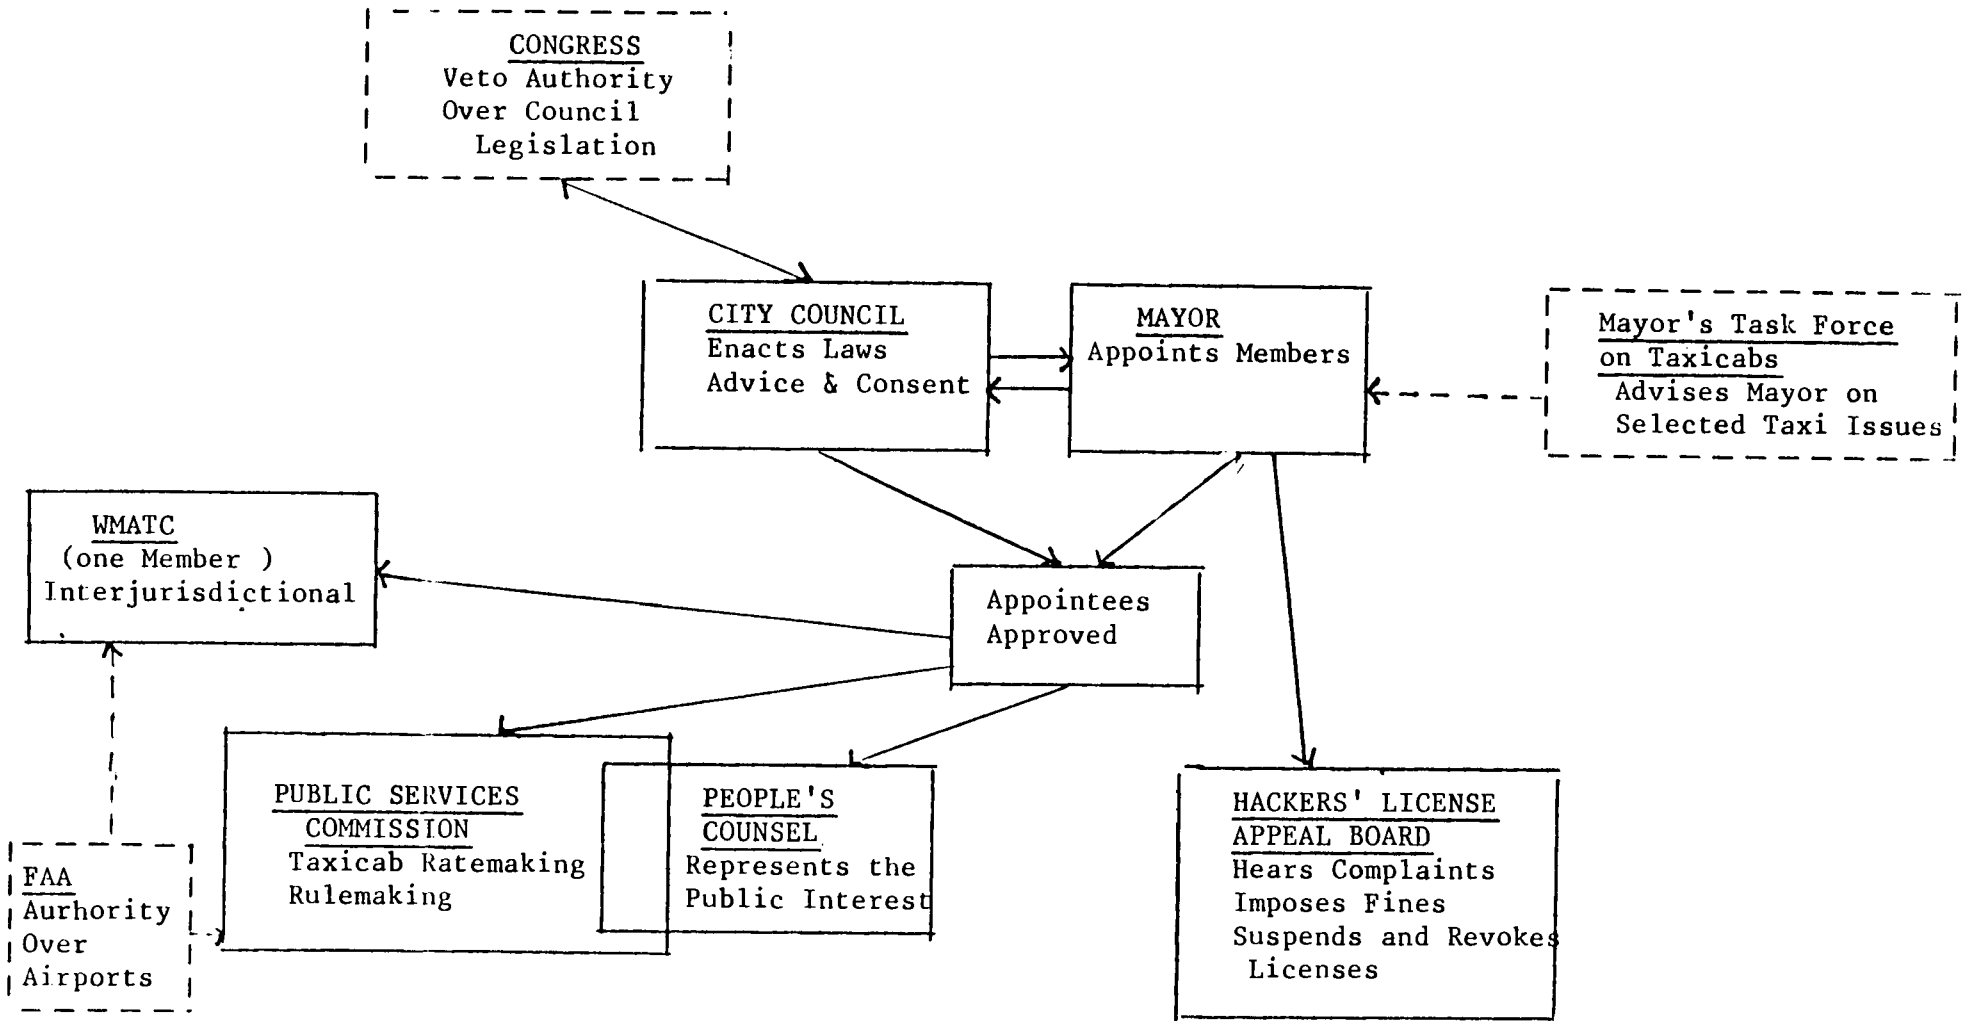 CONGRESS
Veto Authority
Over Council
Legislation
CITY COUNCIL
Enacts Laws
Advice & Consent
MAYOR
Appoints Members
Mayor's Task Force
on Taxicabs
Advises Mayor on
Selected Taxi Issues
WMATC
(one Member )
Interjurisdictional
Appointees
Approved
PUBLIC SERVICES
COMMISSION
Taxicab Ratemaking
Rulemaking
PEOPLE'S
COUNSEL
Represents the
Public Interest
HACKERS' LICENSE
APPEAL BOARD
Hears Complaints
Imposes Fines
Suspends and Revokes
Licenses
FAA
Aurhority
Over
Airports